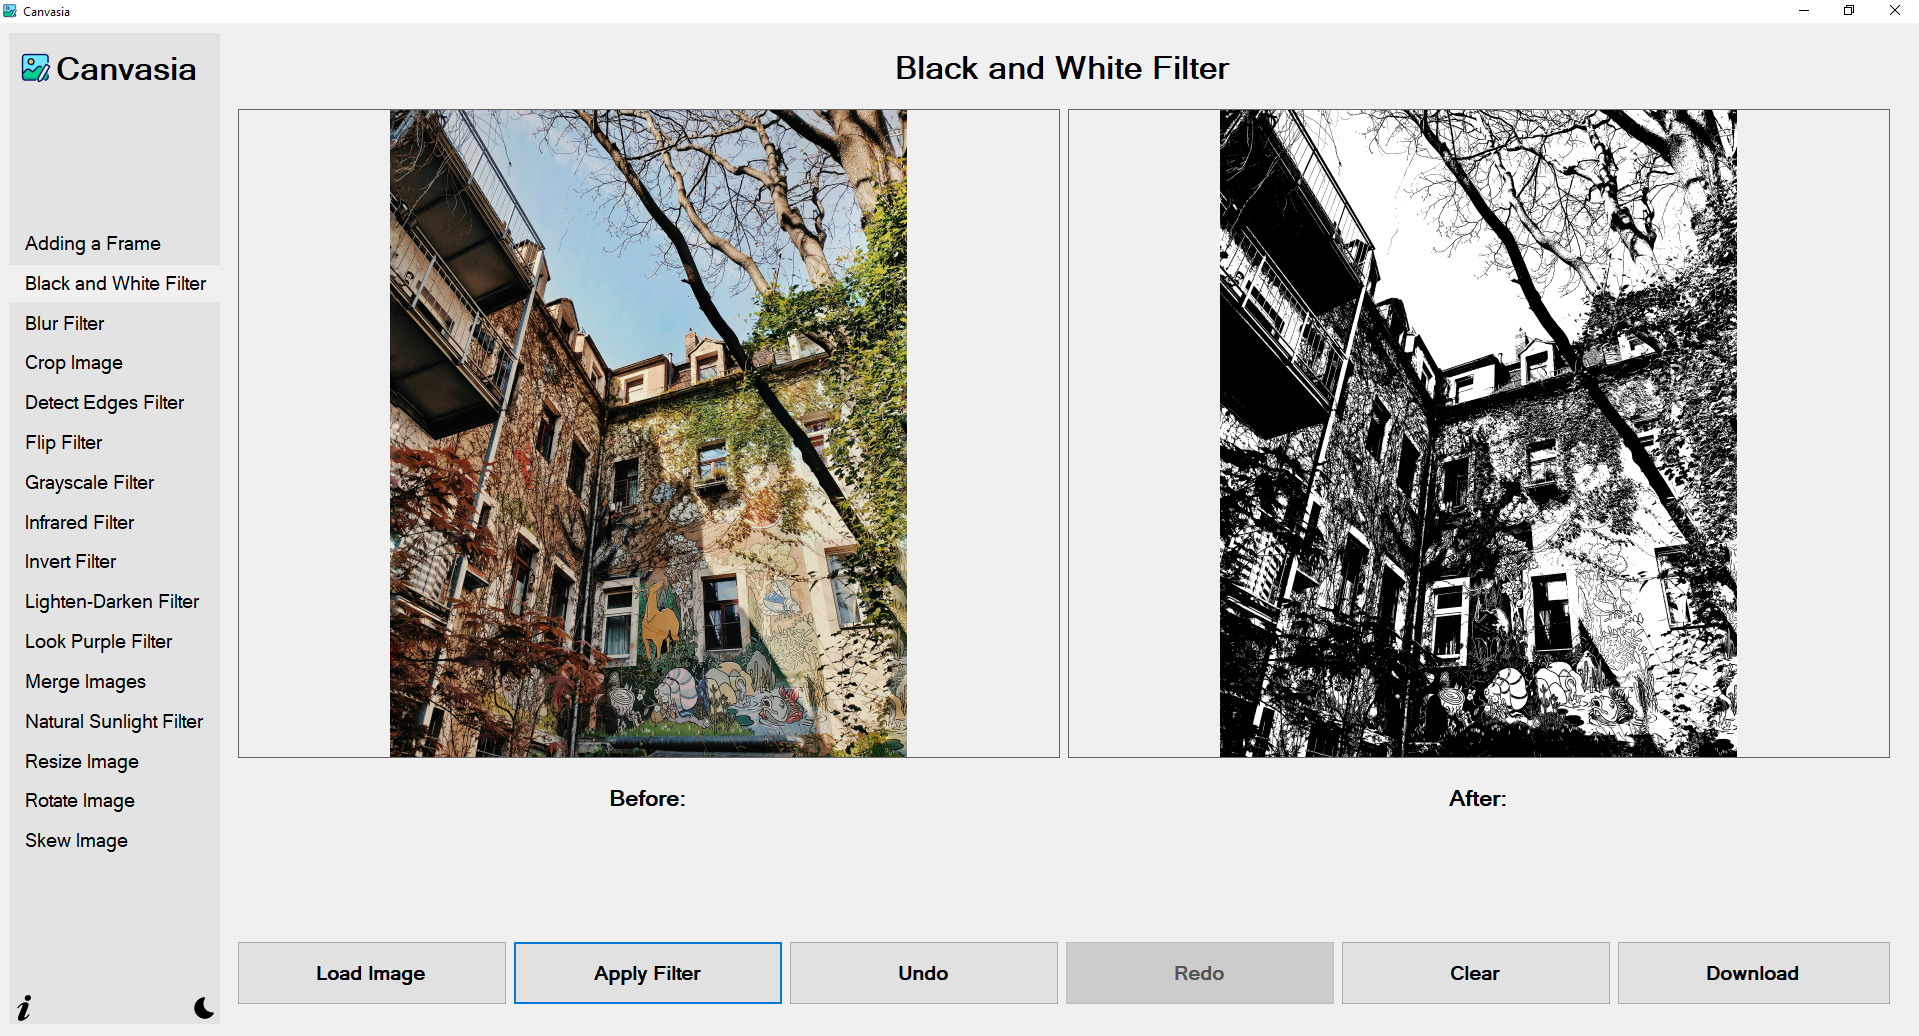 Canvasia
Canvasia
Black and White Filter
Adding a Frame
Black and White Filter
Blur Filter
Crop Image
Detect Edges Filter
Flip Filter
Grayscale Filter
Infrared Filter
Invert Filter
Lighten-Darken Filter
Look Purple Filter
Merge Images
Natural Sunlight Filter
Resize Image
Rotate Image
Skew Image
Before:
After:
Load Image
Apply Filter
Undo
Redo
Clear
Download
i